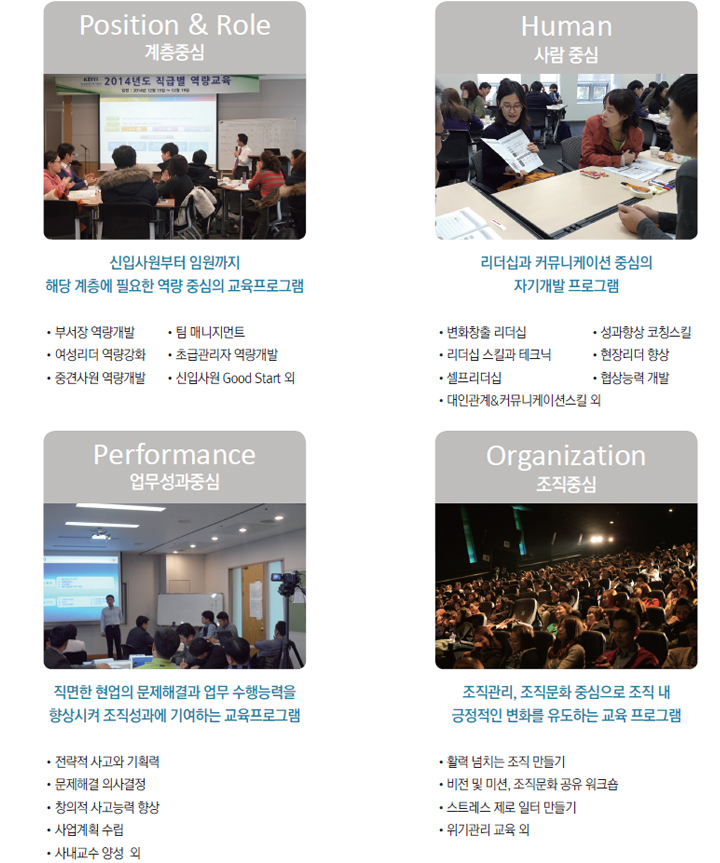 Position & Role
계층중심
2014년도 직급별 역량교육
신입사원부터 임원까지
해당 계층에 필요한 역량 중심의 교육프로그램
• 부서장 역량개발
• 팀 매니지먼트
• 여성리더 역량강화
• 초급관리자 역량개발
• 중견사원 역량개발
• 신입사원 Good Start 외
Human
사람 중심
리더십과 커뮤니케이션 중심의
자기개발 프로그램
• 변화창출 리더십
• 성과향상 코칭스킬
• 리더십 스킬과 테크닉
• 현장리더 향상
• 셀프리더십
• 협상능력 개발
• 대인관계&커뮤니케이션스킬 외
Performance
업무성과중심
직면한 현업의 문제해결과 업무 수행능력을
향상시켜 조직성과에 기여하는 교육프로그램
• 전략적 사고와 기획력
• 문제해결 의사결정
• 창의적 사고능력 향상
• 사업계획 수립
• 사내교수 양성 외
Organization
조직중심
조직관리, 조직문화 중심으로 조직 내
긍정적인 변화를 유도하는 교육 프로그램
• 활력 넘치는 조직 만들기
• 비전 및 미션, 조직문화 공유 워크숍
• 스트레스 제로 일터 만들기
• 위기관리 교육 외